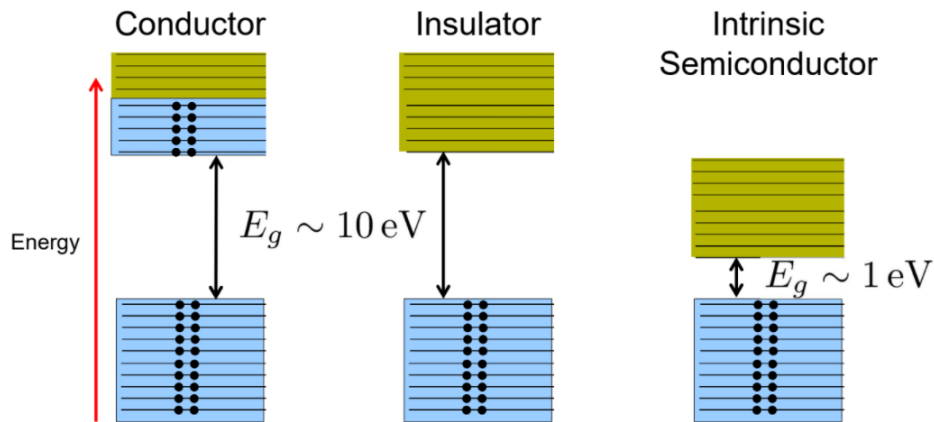 Conductor
Insulator
Intrinsic
Semiconductor
Energy
E_g ∼ 10 eV
E_g ∼ 1 eV